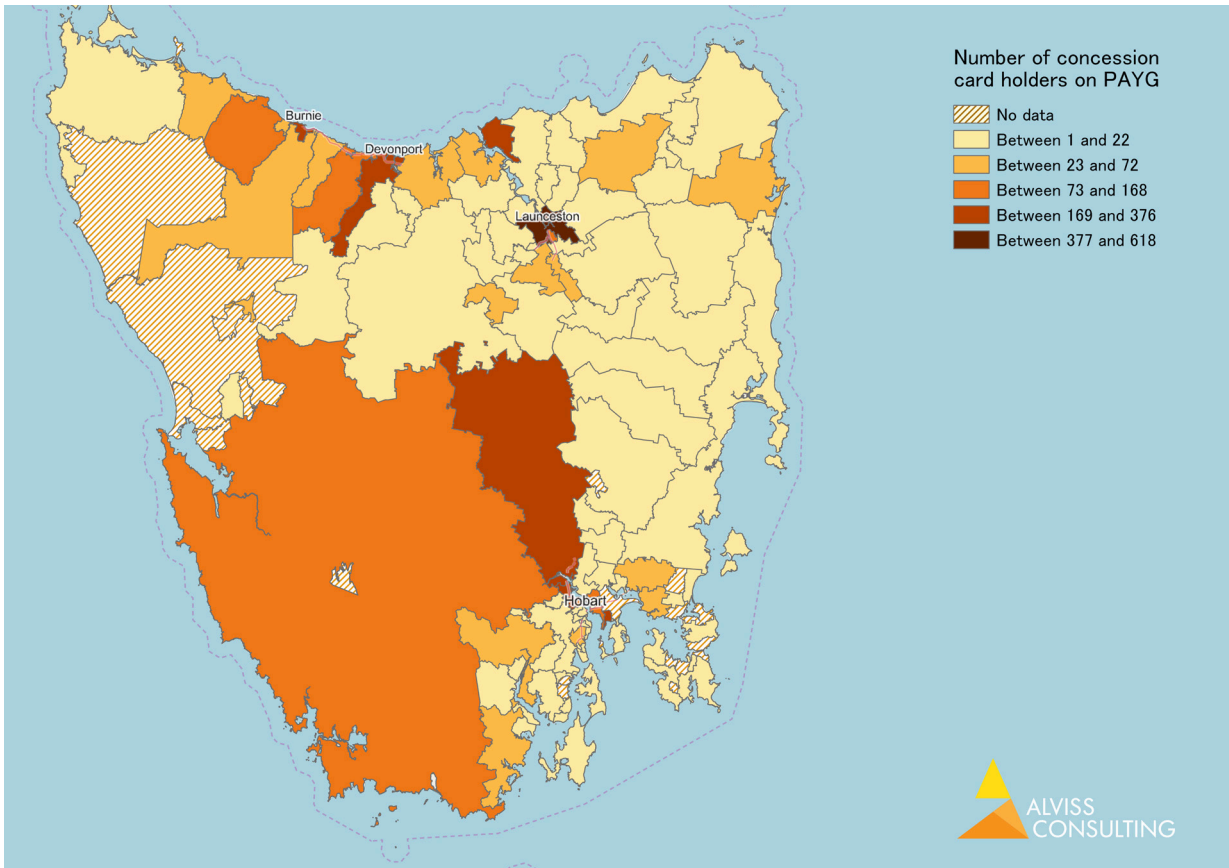 Number of concession
card holders on PAYG
No data
Between 1 and 22
Between 23 and 72
Between 73 and 168
Between 169 and 376
Between 377 and 618
Burnie
Devonport
Launceston
Hobart
ALVISS
CONSULTING